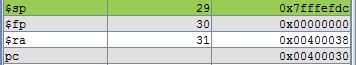 $sp 29 0x7fffefdc
$fp 30 0x00000000
$ra 31 0x00400038
pc 0x00400030